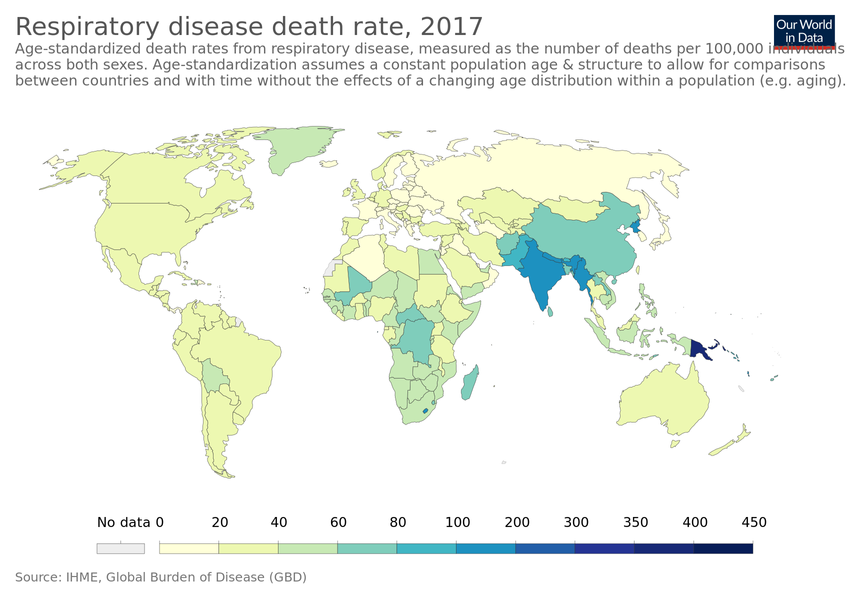 Respiratory disease death rate, 2017
Our World
in Data
Age-standardized death rates from respiratory disease, measured as the number of deaths per 100,000 individuals
across both sexes. Age-standardization assumes a constant population age & structure to allow for comparisons
between countries and with time without the effects of a changing age distribution within a population (e.g. aging).
No data 0 20 40 60 80 100 200 300 350 400 450
Source: IHME, Global Burden of Disease (GBD)